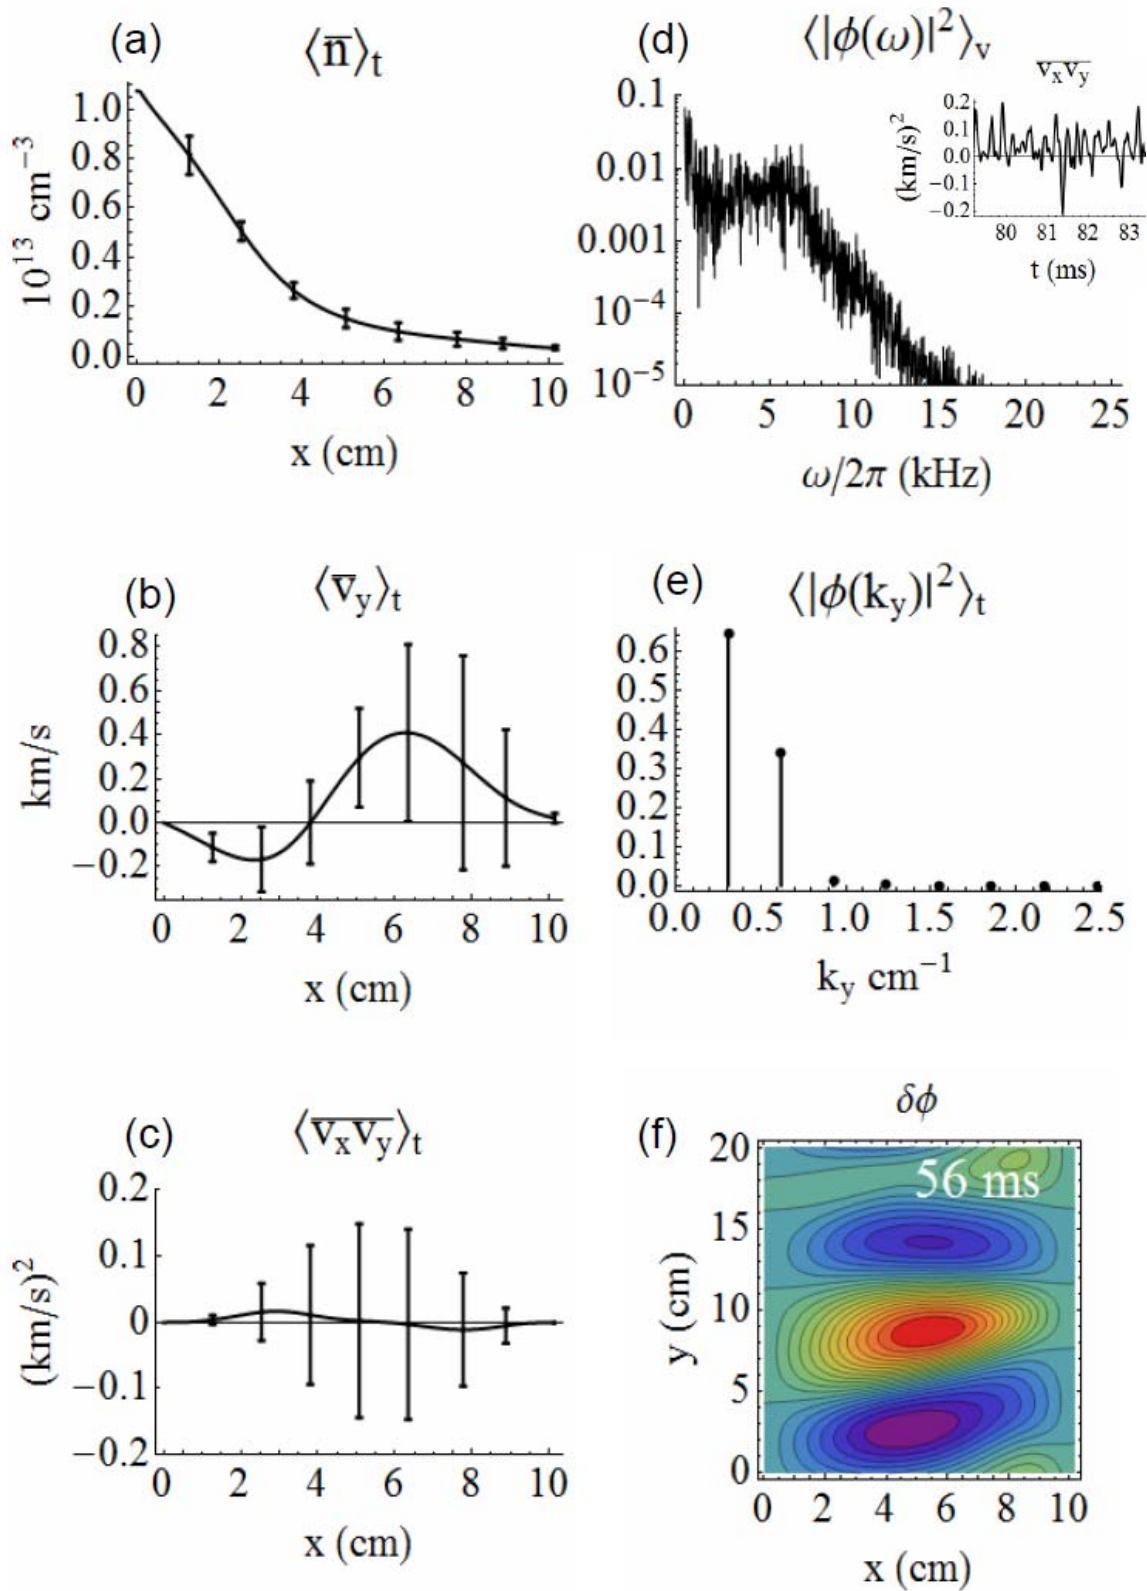 (a)
⟨n̅⟩t
10^13 cm^−3
1.0
0.8
0.6
0.4
0.2
0.0
0 2 4 6 8 10
x (cm)
(b)
⟨v̅y⟩t
km/s
0.8
0.6
0.4
0.2
0.0
−0.2
0 2 4 6 8 10
x (cm)
(c)
⟨\overline{vxvy}⟩t
(km/s)^2
0.2
0.1
0
−0.1
−0.2
0 2 4 6 8 10
x (cm)
(d)
⟨|ϕ(ω)|^2⟩v
0.1
0.01
0.001
10^−4
10^−5
0 5 10 15 20 25
ω/2π (kHz)
\overline{vxvy}
(km/s)^2
0.2
0.1
0.0
−0.1
−0.2
80 81 82 83
t (ms)
(e)
⟨|ϕ(ky)|^2⟩t
0.6
0.5
0.4
0.3
0.2
0.1
0.0
0.0 0.5 1.0 1.5 2.0 2.5
ky cm^−1
(f)
δϕ
56 ms
y (cm)
20
15
10
5
0
0 2 4 6 8 10
x (cm)